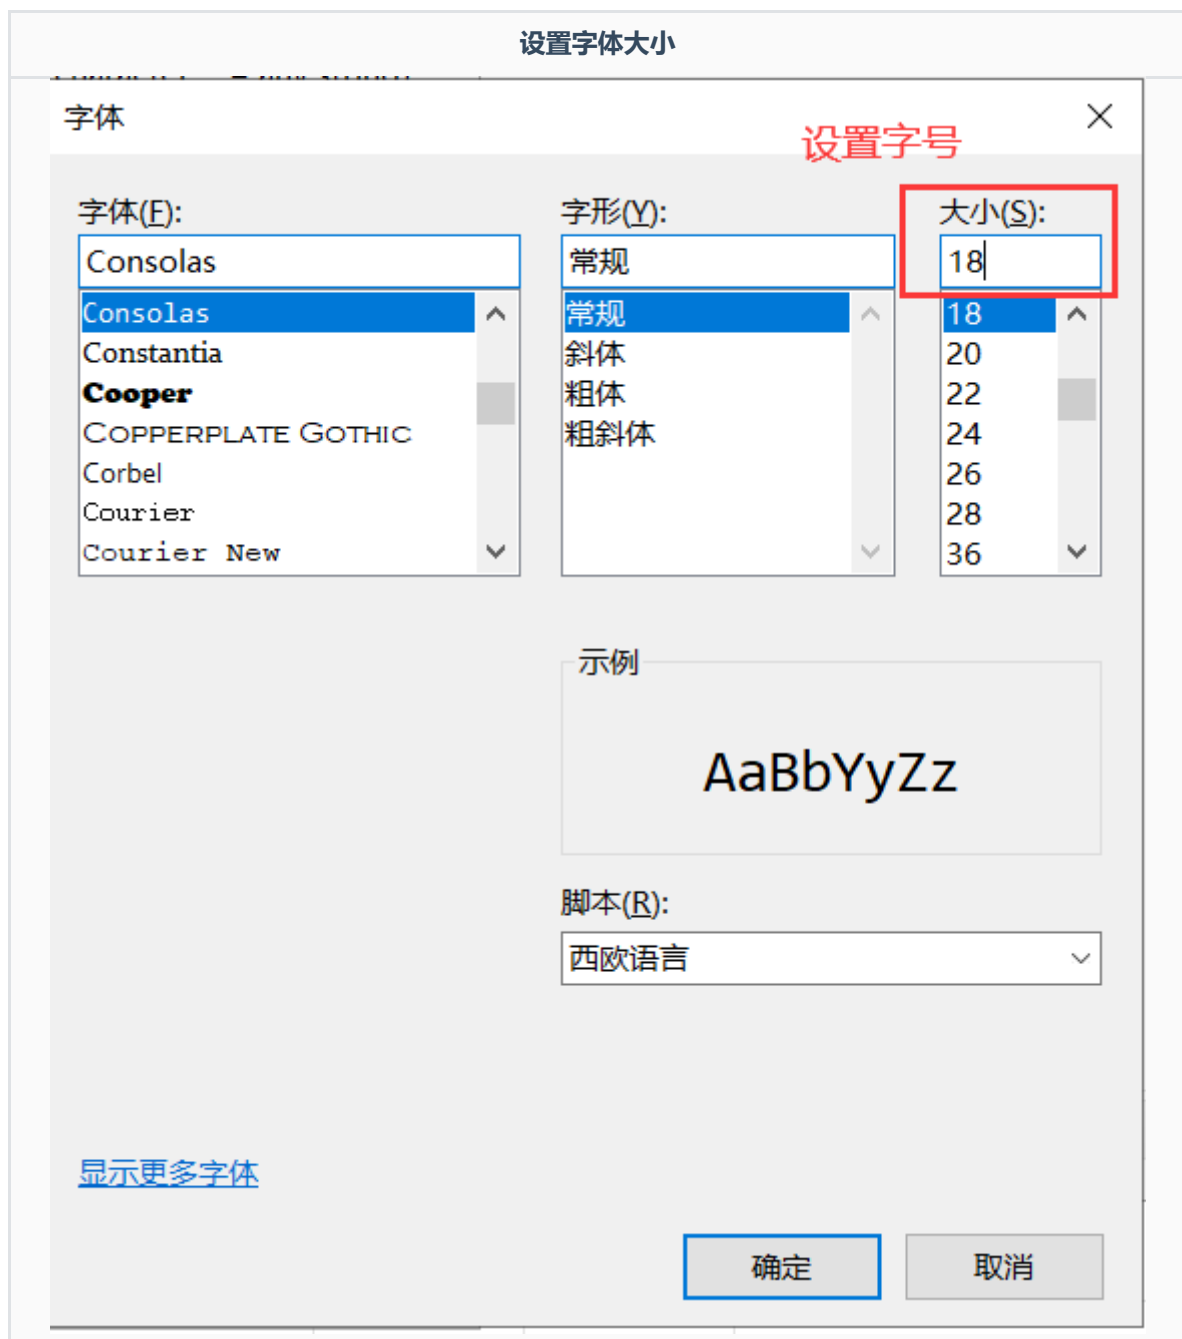 设置字体大小
字体
设置字号
字体(F):
字形(Y):
大小(S):
Consolas
常规
18
Consolas
Constantia
Cooper
COPPERPLATE GOTHIC
Corbel
Courier
Courier New
常规
斜体
粗体
粗斜体
18
20
22
24
26
28
36
示例
AaBbYyZz
脚本(R):
西欧语言
显示更多字体
确定
取消